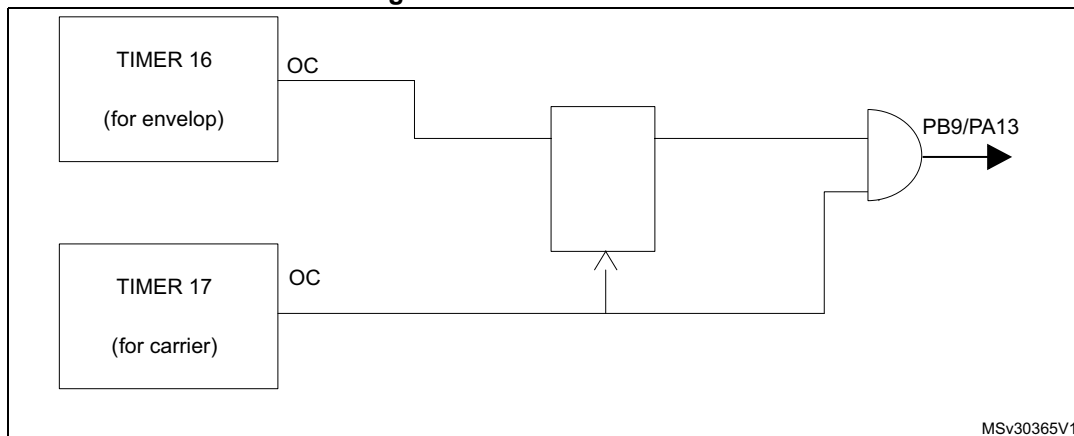 TIMER 16
OC
(for envelop)
PB9/PA13
TIMER 17
OC
(for carrier)
MSv30365V1